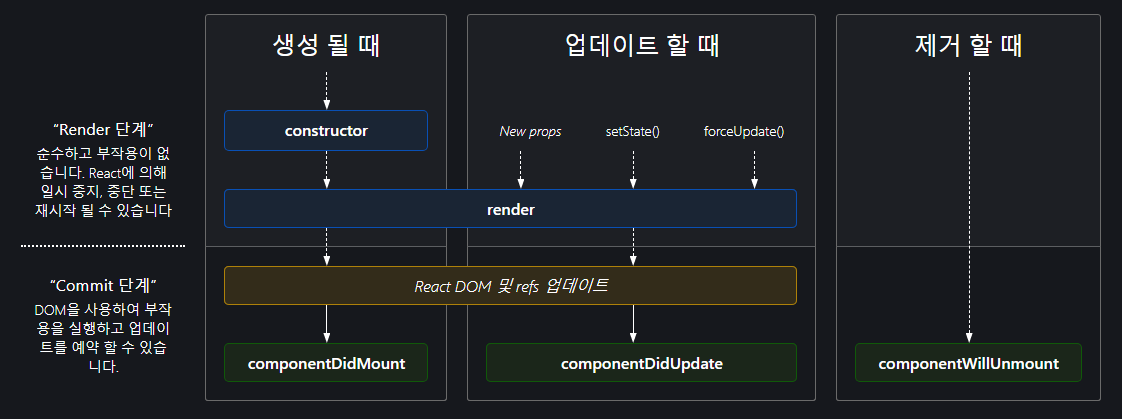 생성 될 때
업데이트 할 때
제거 할 때
“Render 단계”
순수하고 부작용이 없
습니다. React에 의해
일시 중지, 중단 또는
재시작 될 수 있습니다
constructor
New props
setState()
forceUpdate()
render
“Commit 단계”
DOM을 사용하여 부작
용을 실행하고 업데이
트를 예약 할 수 있습
니다.
React DOM 및 refs 업데이트
componentDidMount
componentDidUpdate
componentWillUnmount